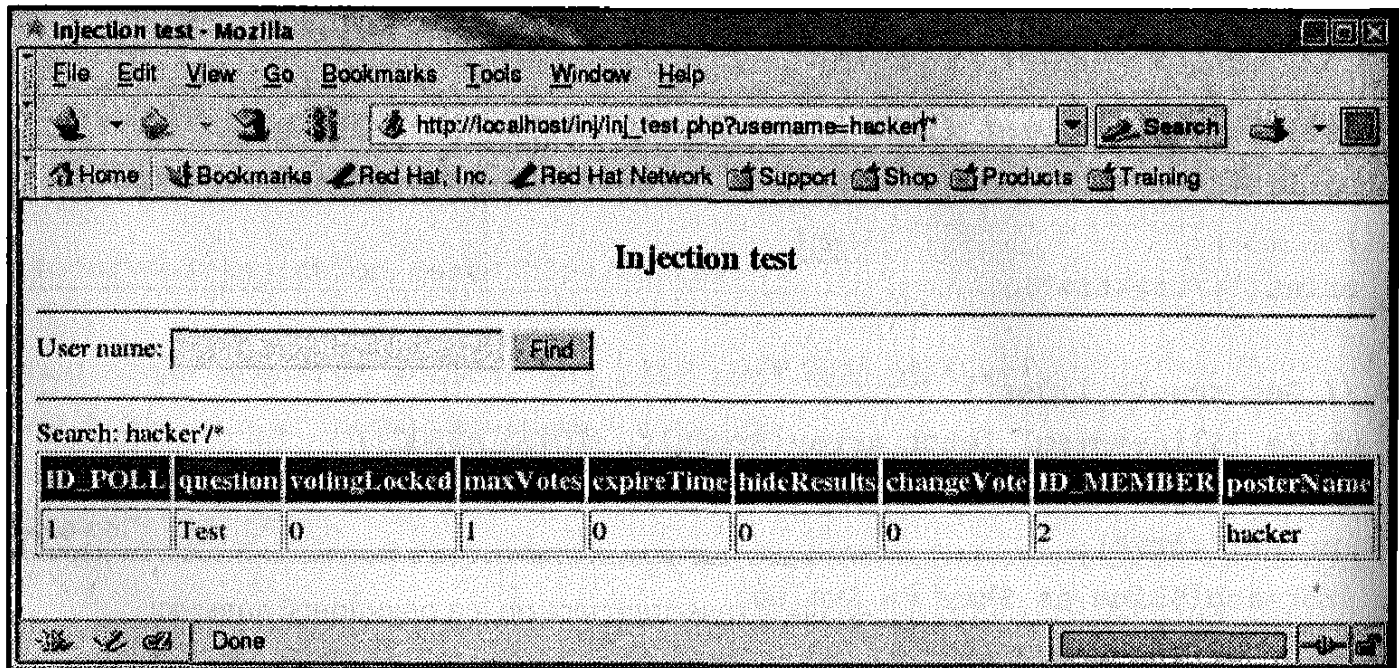 Injection test - Mozilla
File Edit View Go Bookmarks Tools Window Help
http://localhost/inj/inj_test.php?username=hacker'/* Search
Home Bookmarks Red Hat, Inc. Red Hat Network Support Shop Products Training
Injection test
User name: Find
Search: hacker'/*
ID_POLL question votingLocked maxVotes expireTime hideResults changeVote ID_MEMBER posterName
1 Test 0 1 0 0 0 2 hacker
Done